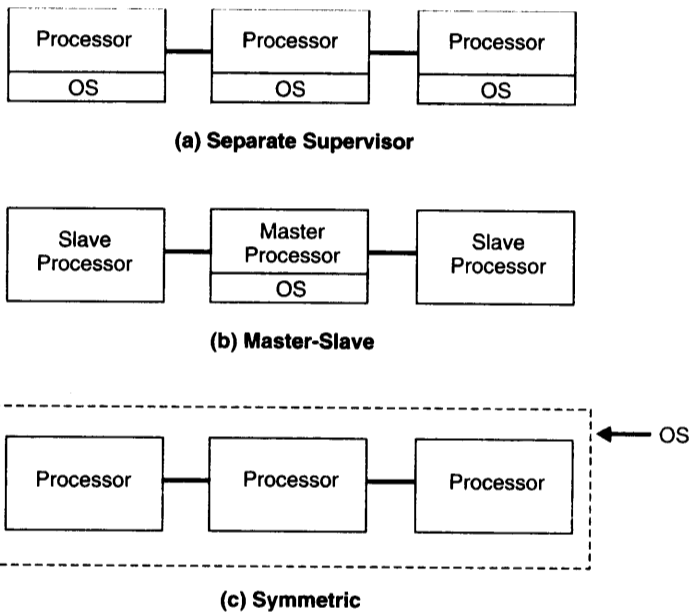 Processor Processor Processor
OS OS OS
(a) Separate Supervisor
Slave Processor
Master Processor
OS
Slave Processor
(b) Master-Slave
OS
Processor Processor Processor
(c) Symmetric